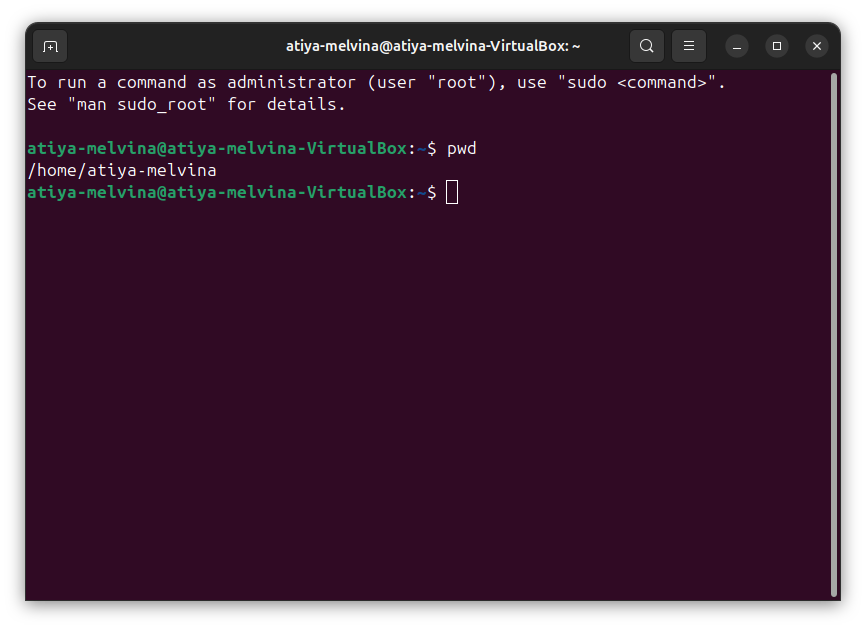 atiya-melvina@atiya-melvina-VirtualBox: ~
To run a command as administrator (user "root"), use "sudo <command>".
See "man sudo_root" for details.
atiya-melvina@atiya-melvina-VirtualBox:~$ pwd
/home/atiya-melvina
atiya-melvina@atiya-melvina-VirtualBox:~$